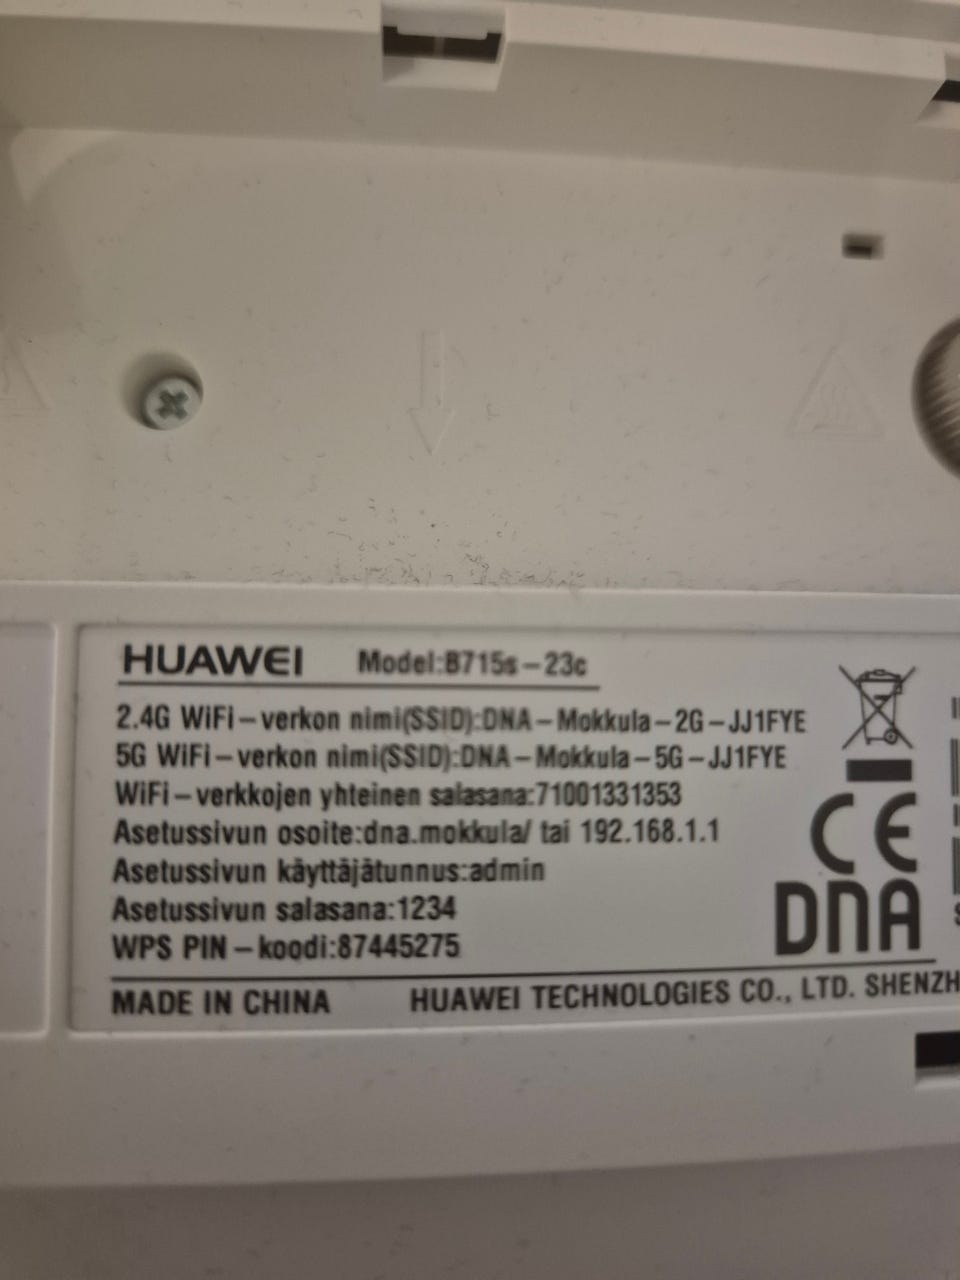 HUAWEI Model:B715s-23c
2.4G WiFi-verkon nimi(SSID):DNA-Mokkula-2G-JJ1FYE
5G WiFi-verkon nimi(SSID):DNA-Mokkula-5G-JJ1FYE
WiFi-verkkojen yhteinen salasana:71001331353
Asetussivun osoite:dna.mokkula/ tai 192.168.1.1
Asetussivun käyttäjätunnus:admin
Asetussivun salasana:1234
WPS PIN-koodi:87445275
CE
DNA
MADE IN CHINA HUAWEI TECHNOLOGIES CO., LTD. SHENZH